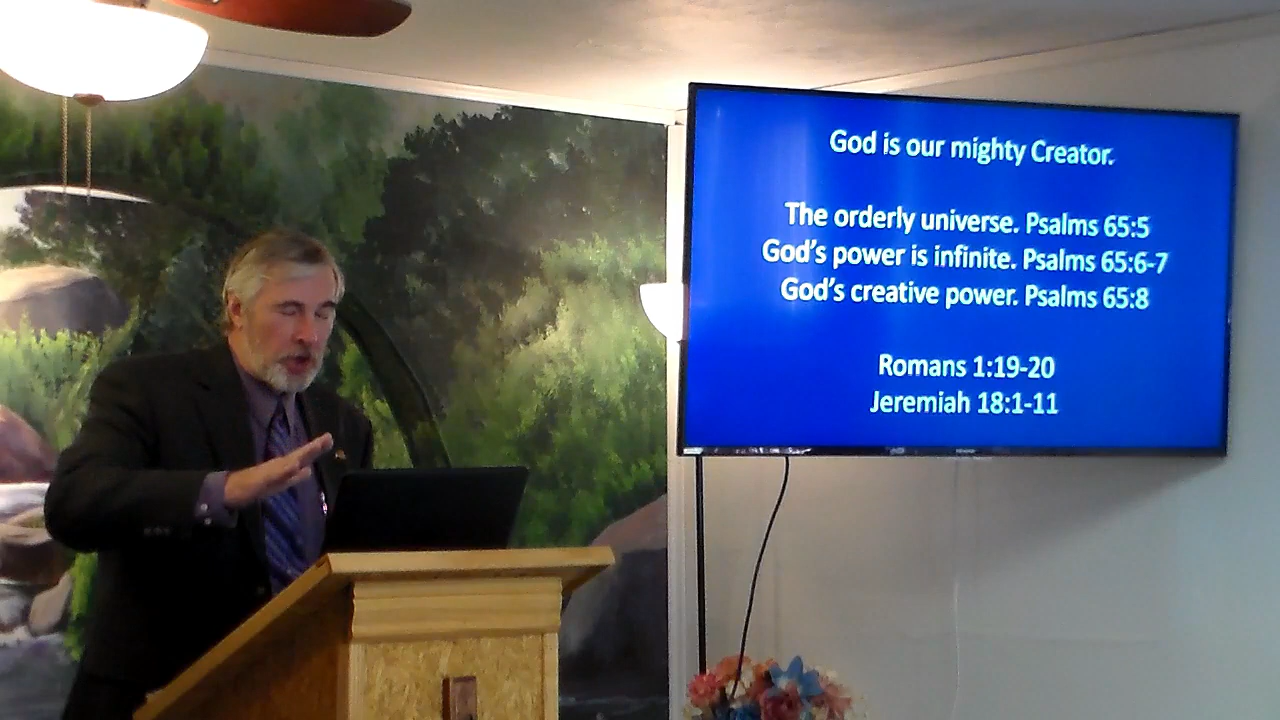 God is our mighty Creator.
The orderly universe. Psalms 65:5
God's power is infinite. Psalms 65:6-7
God's creative power. Psalms 65:8
Romans 1:19-20
Jeremiah 18:1-11